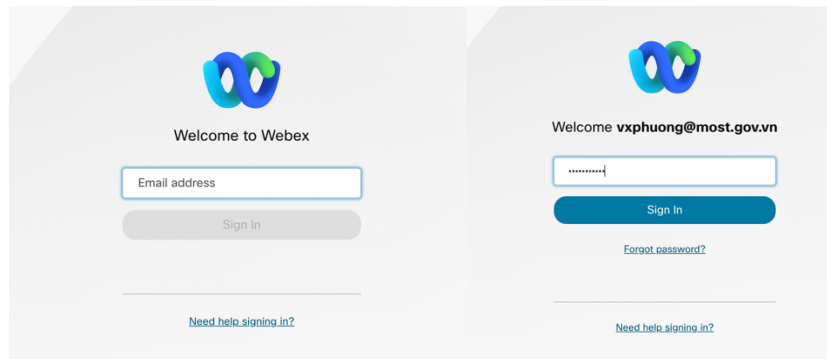 Welcome to Webex
Email address
Sign In
Need help signing in?
Welcome vxphuong@most.gov.vn
•••••••••••
Sign In
Forgot password?
Need help signing in?